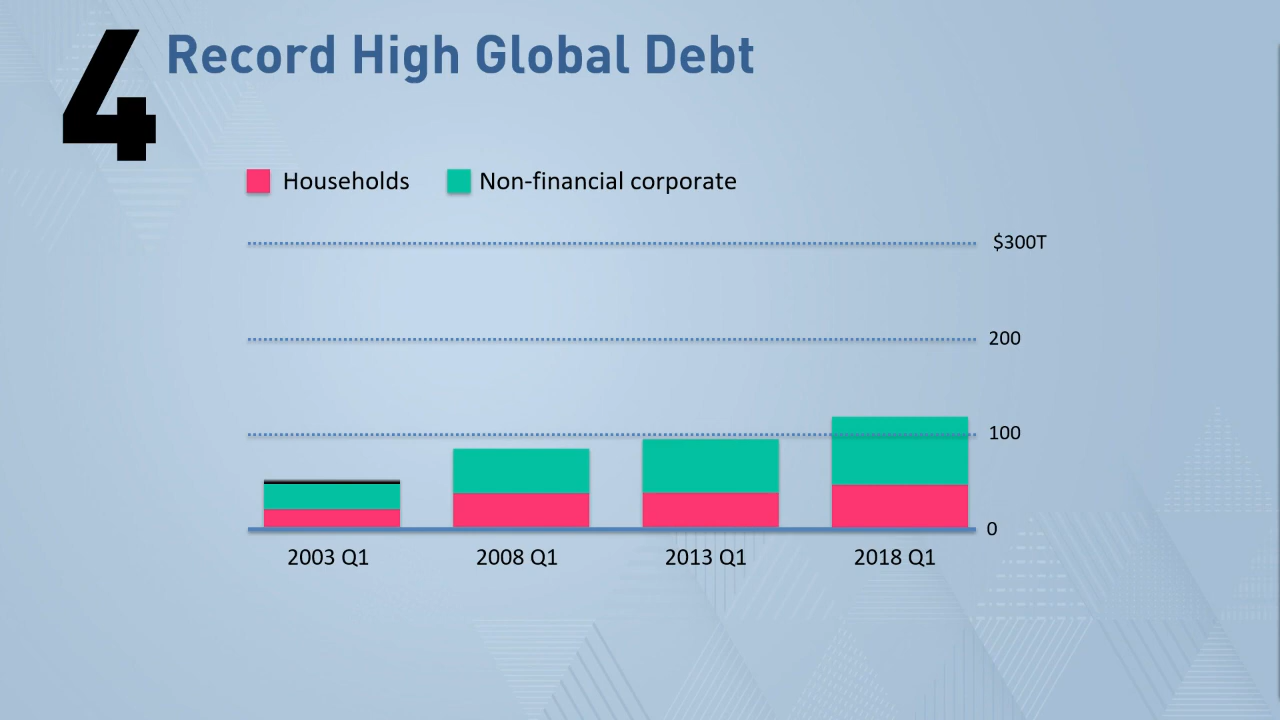 4
Record High Global Debt
Households
Non-financial corporate
$300T
200
100
0
2003 Q1
2008 Q1
2013 Q1
2018 Q1